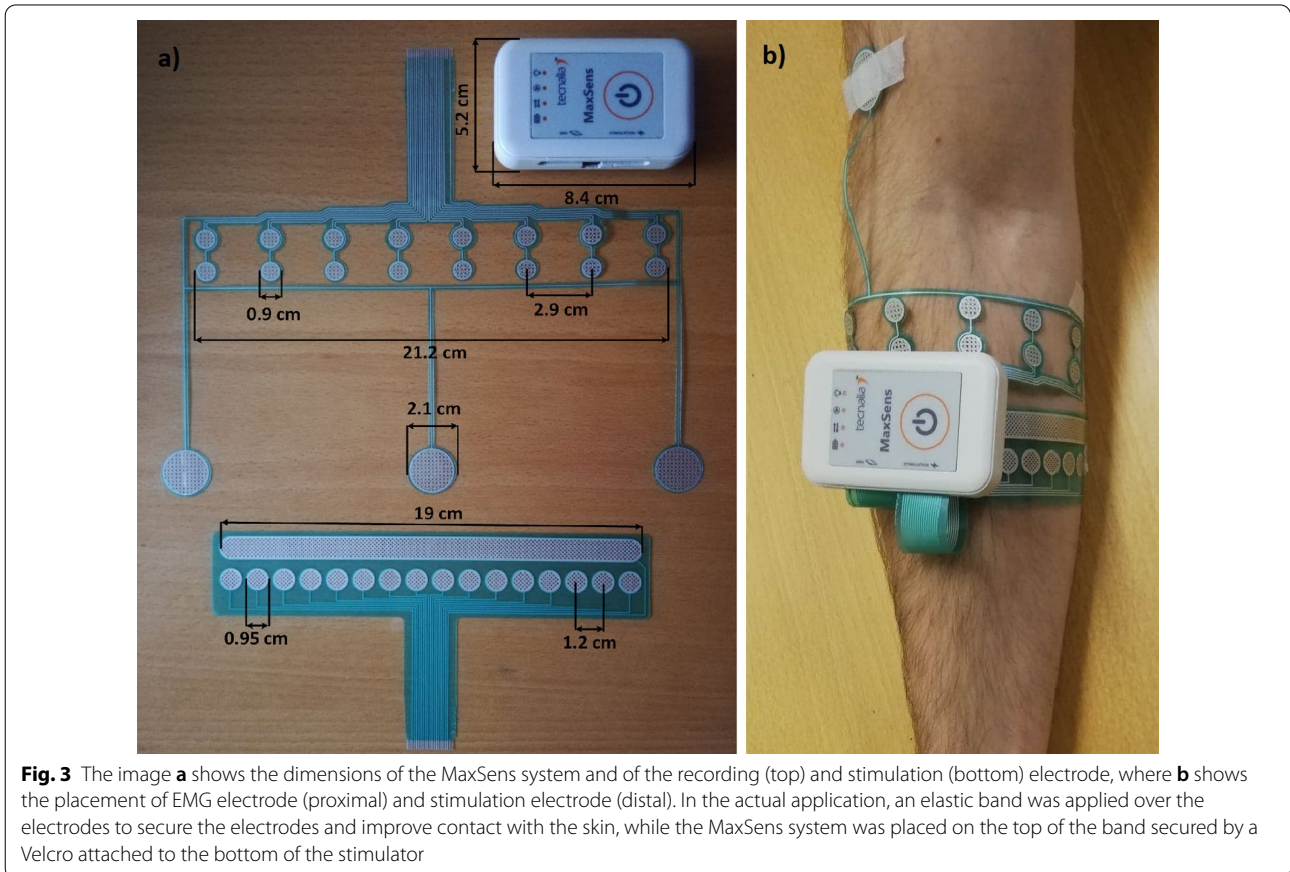 a)
5.2 cm
tecnalia
MaxSens
STIMULATION
8.4 cm
0.9 cm
2.9 cm
21.2 cm
2.1 cm
19 cm
0.95 cm
1.2 cm
b)
tecnalia
MaxSens
STIMULATION
Fig. 3 The image a shows the dimensions of the MaxSens system and of the recording (top) and stimulation (bottom) electrode, where b shows
the placement of EMG electrode (proximal) and stimulation electrode (distal). In the actual application, an elastic band was applied over the
electrodes to secure the electrodes and improve contact with the skin, while the MaxSens system was placed on the top of the band secured by a
Velcro attached to the bottom of the stimulator